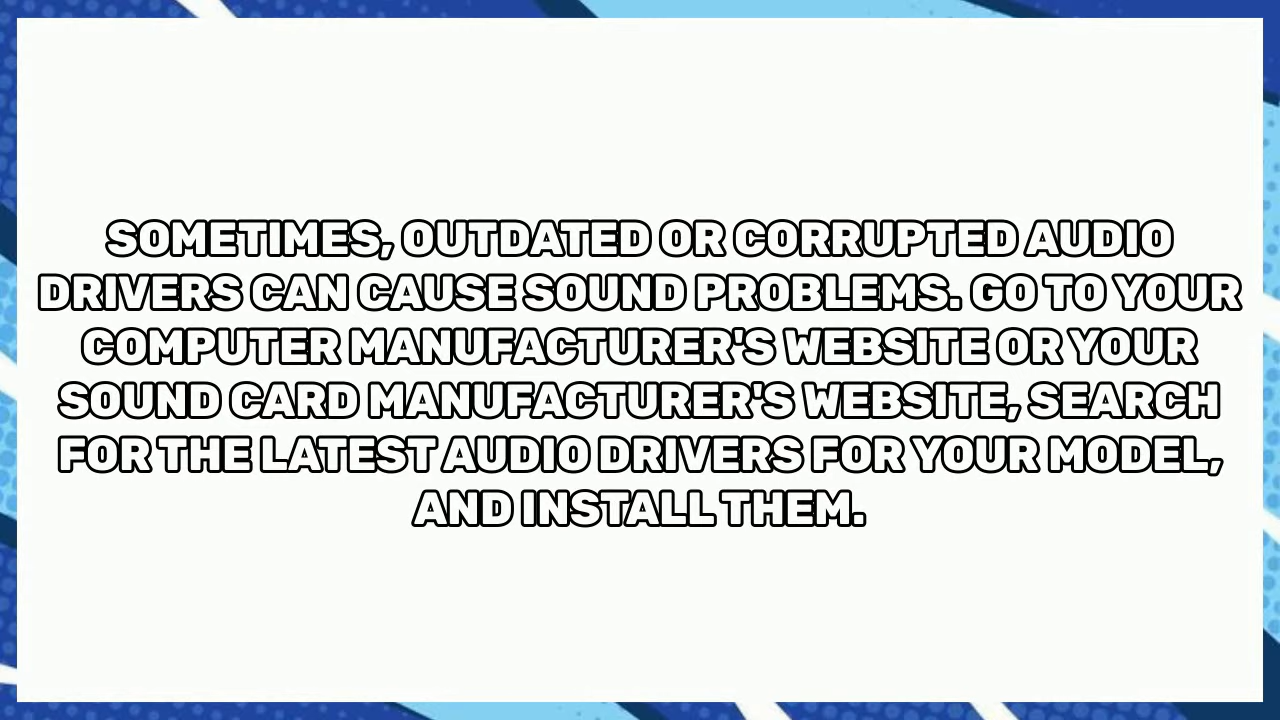 SOMETIMES, OUTDATED OR CORRUPTED AUDIO
DRIVERS CAN CAUSE SOUND PROBLEMS. GO TO YOUR
COMPUTER MANUFACTURER'S WEBSITE OR YOUR
SOUND CARD MANUFACTURER'S WEBSITE, SEARCH
FOR THE LATEST AUDIO DRIVERS FOR YOUR MODEL,
AND INSTALL THEM.